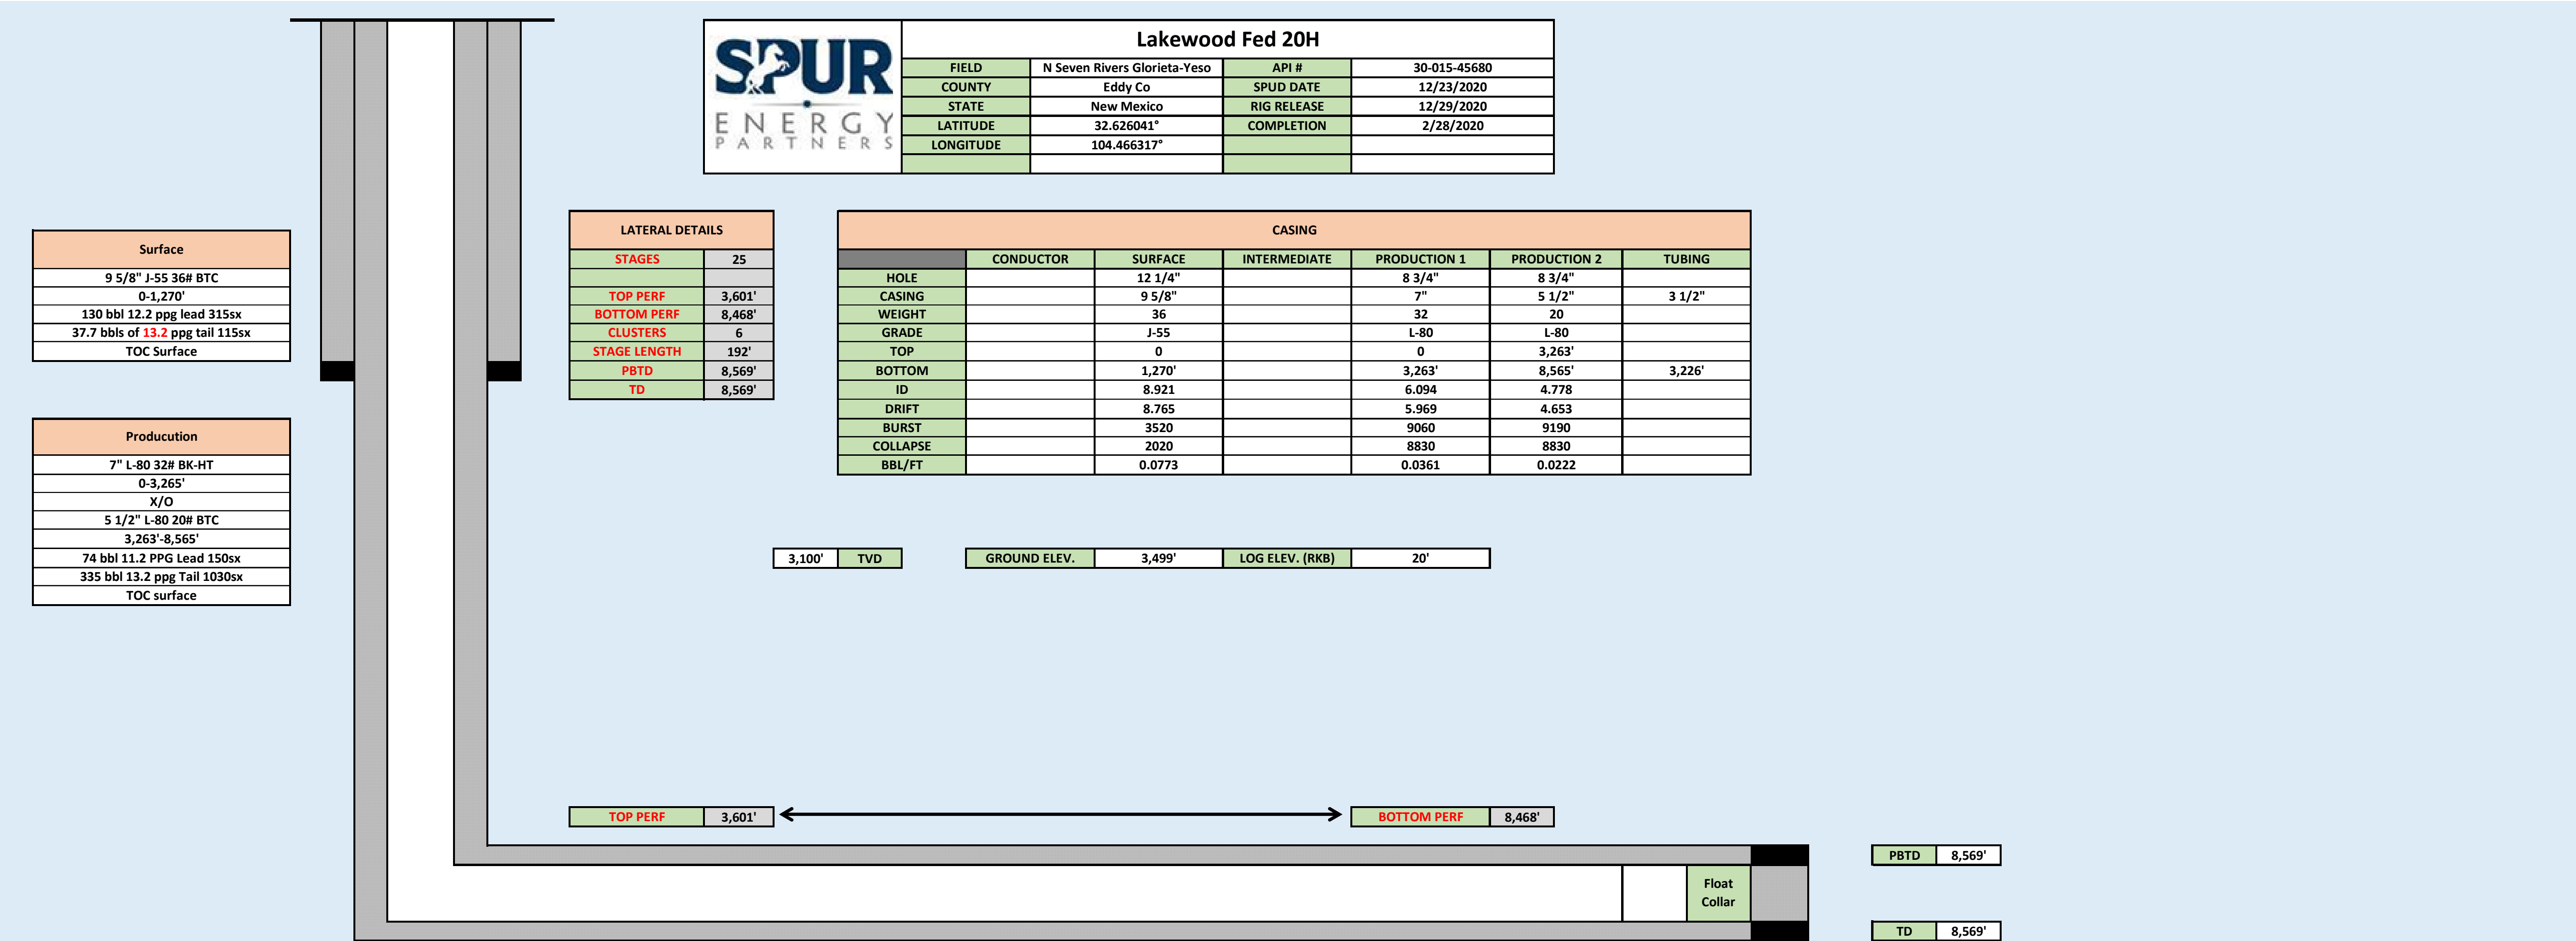 SPUR
ENERGY
PARTNERS
Lakewood Fed 20H
FIELD N Seven Rivers Glorieta-Yeso API # 30-015-45680
COUNTY Eddy Co SPUD DATE 12/23/2020
STATE New Mexico RIG RELEASE 12/29/2020
LATITUDE 32.626041° COMPLETION 2/28/2020
LONGITUDE 104.466317°
Surface
9 5/8" J-55 36# BTC
0-1,270'
130 bbl 12.2 ppg lead 315sx
37.7 bbls of 13.2 ppg tail 115sx
TOC Surface
Producution
7" L-80 32# BK-HT
0-3,265'
X/O
5 1/2" L-80 20# BTC
3,263'-8,565'
74 bbl 11.2 PPG Lead 150sx
335 bbl 13.2 ppg Tail 1030sx
TOC surface
LATERAL DETAILS
STAGES 25
TOP PERF 3,601'
BOTTOM PERF 8,468'
CLUSTERS 6
STAGE LENGTH 192'
PBTD 8,569'
TD 8,569'
CASING
CONDUCTOR SURFACE INTERMEDIATE PRODUCTION 1 PRODUCTION 2 TUBING
HOLE 12 1/4" 8 3/4" 8 3/4"
CASING 9 5/8" 7" 5 1/2" 3 1/2"
WEIGHT 36 32 20
GRADE J-55 L-80 L-80
TOP 0 0 3,263'
BOTTOM 1,270' 3,263' 8,565' 3,226'
ID 8.921 6.094 4.778
DRIFT 8.765 5.969 4.653
BURST 3520 9060 9190
COLLAPSE 2020 8830 8830
BBL/FT 0.0773 0.0361 0.0222
3,100' TVD GROUND ELEV. 3,499' LOG ELEV. (RKB) 20'
TOP PERF 3,601' BOTTOM PERF 8,468'
PBTD 8,569'
Float
Collar
TD 8,569'